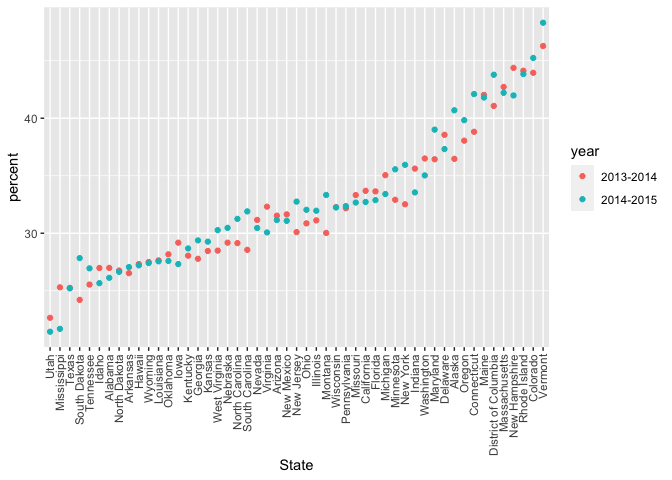 percent
40
30
year
2013-2014
2014-2015
Utah
Mississippi
Texas
South Dakota
Tennessee
Idaho
Alabama
North Dakota
Arkansas
Hawaii
Wyoming
Louisiana
Oklahoma
Iowa
Kentucky
Georgia
Kansas
West Virginia
Nebraska
North Carolina
South Carolina
Nevada
Virginia
Arizona
New Mexico
New Jersey
Ohio
Illinois
Montana
Wisconsin
Pennsylvania
Missouri
California
Florida
Michigan
Minnesota
New York
Indiana
Washington
Maryland
Delaware
Alaska
Oregon
Connecticut
Maine
District of Columbia
Massachusetts
New Hampshire
Rhode Island
Colorado
Vermont
State